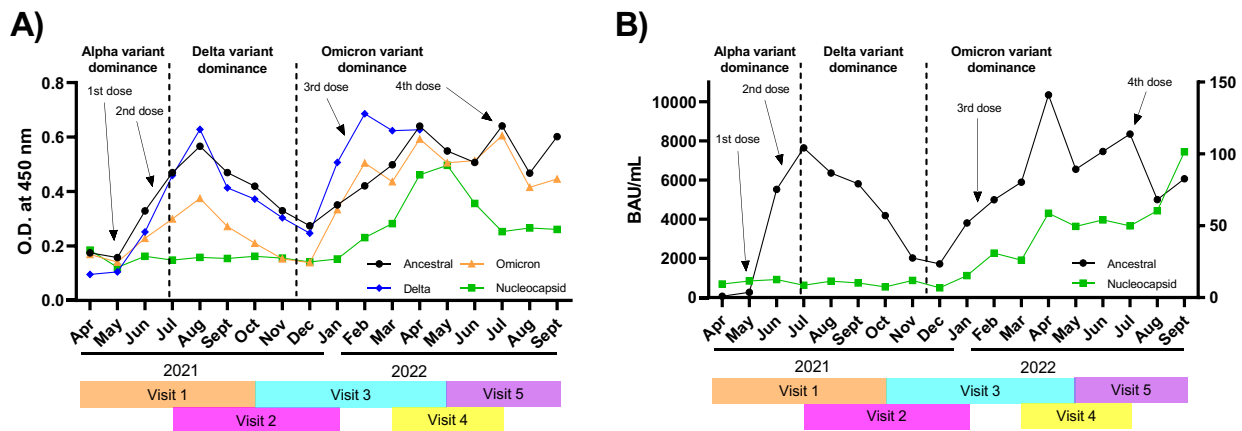 A)
Alpha variant
dominance
Delta variant
dominance
Omicron variant
dominance
1st dose
2nd dose
3rd dose
4th dose
O.D. at 450 nm
0.8
0.6
0.4
0.2
0.0
Ancestral
Omicron
Delta
Nucleocapsid
Apr May Jun Jul Aug Sept Oct Nov Dec Jan Feb Mar Apr May Jun Jul Aug Sept
2021 2022
Visit 1 Visit 3 Visit 5
Visit 2 Visit 4
B)
Alpha variant
dominance
Delta variant
dominance
Omicron variant
dominance
2nd dose
1st dose
3rd dose
4th dose
BAU/mL
10000
8000
6000
4000
2000
0
150
100
50
0
Ancestral
Nucleocapsid
Apr May Jun Jul Aug Sept Oct Nov Dec Jan Feb Mar Apr May Jun Jul Aug Sept
2021 2022
Visit 1 Visit 3 Visit 5
Visit 2 Visit 4